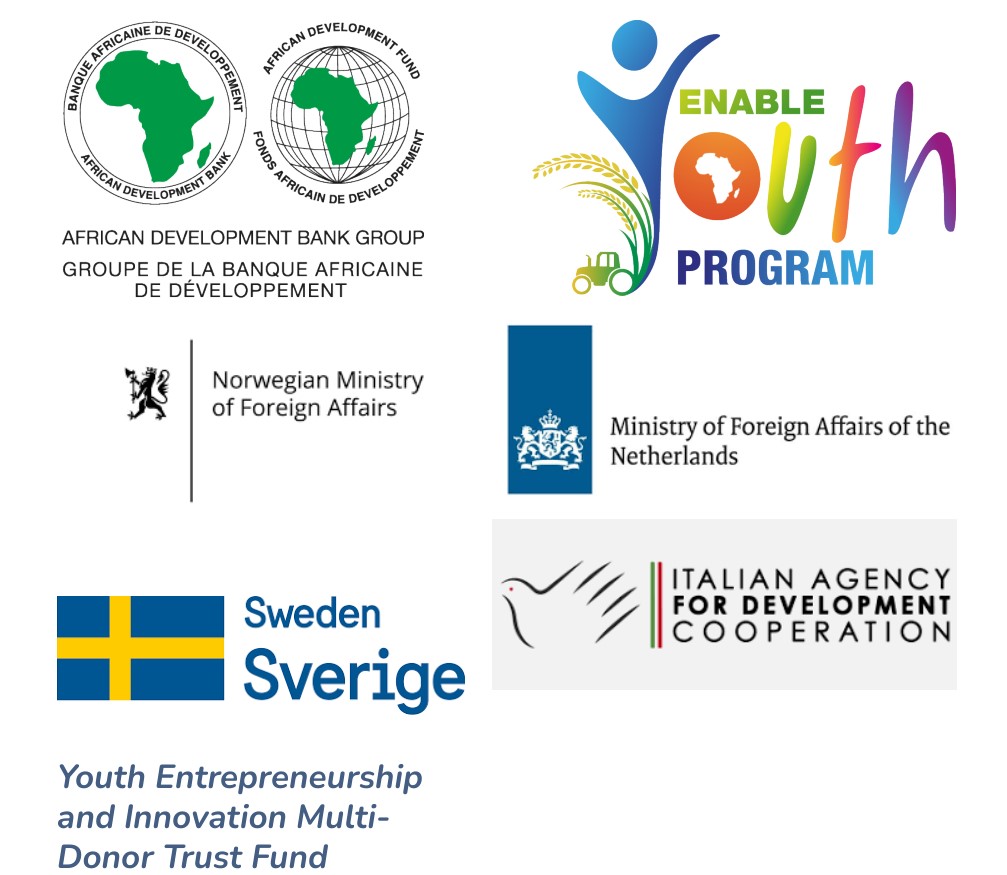 BANQUE AFRICAINE DE DEVELOPPEMENT
AFRICAN DEVELOPMENT BANK
AFRICAN DEVELOPMENT FUND
FONDS AFRICAIN DE DEVELOPPEMENT
AFRICAN DEVELOPMENT BANK GROUP
GROUPE DE LA BANQUE AFRICAINE
DE DÉVELOPPEMENT
ENABLE
Youth
PROGRAM
Norwegian Ministry
of Foreign Affairs
Ministry of Foreign Affairs of the
Netherlands
Sweden
Sverige
ITALIAN AGENCY
FOR DEVELOPMENT
COOPERATION
Youth Entrepreneurship
and Innovation Multi-
Donor Trust Fund